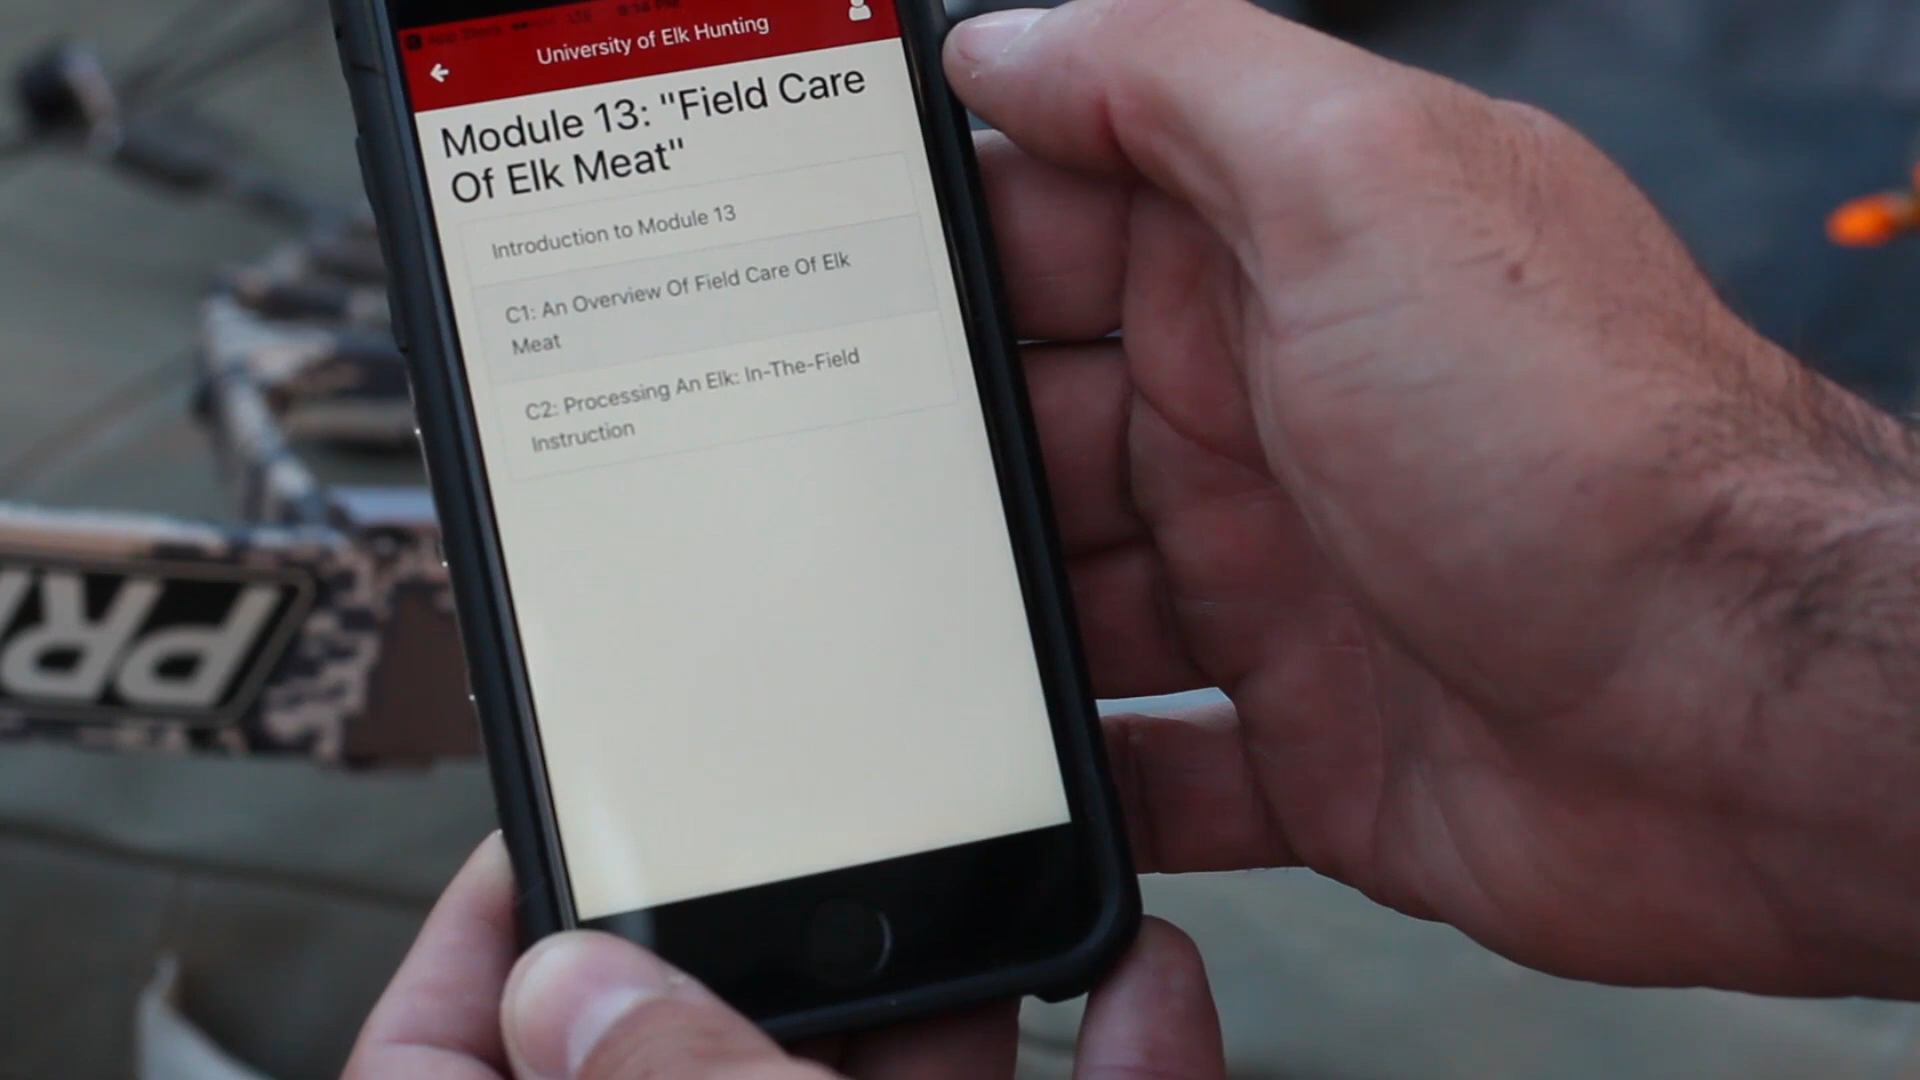 University of Elk Hunting
Module 13: "Field Care
Of Elk Meat"
Introduction to Module 13
C1: An Overview Of Field Care Of Elk
Meat
C2: Processing An Elk: In-The-Field
Instruction
PR